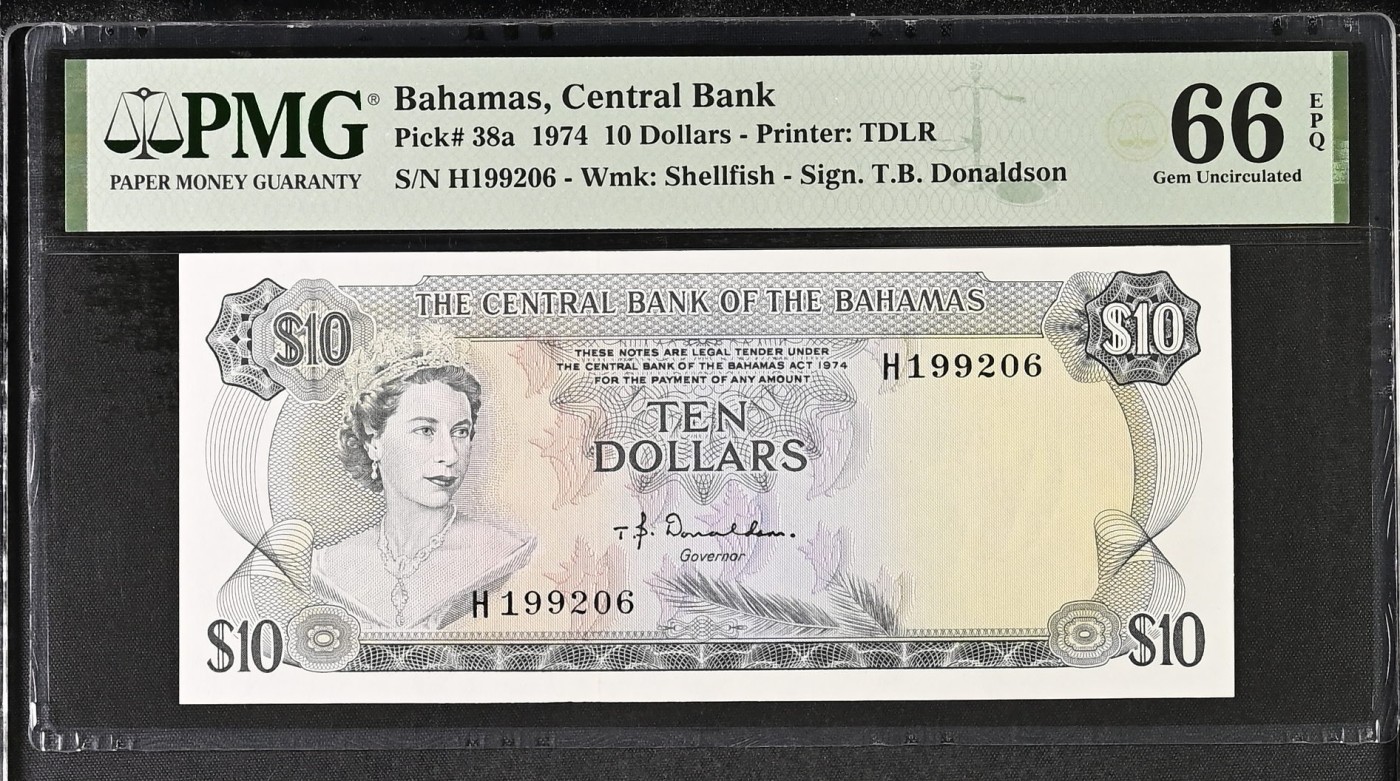 PMG®
PAPER MONEY GUARANTY
Bahamas, Central Bank
Pick# 38a 1974 10 Dollars - Printer: TDLR
S/N H199206 - Wmk: Shellfish - Sign. T.B. Donaldson
66
EPQ
Gem Uncirculated
THE CENTRAL BANK OF THE BAHAMAS
$10
$10
THESE NOTES ARE LEGAL TENDER UNDER
THE CENTRAL BANK OF THE BAHAMAS ACT 1974
FOR THE PAYMENT OF ANY AMOUNT
H199206
TEN
DOLLARS
T.B. Donaldson.
Governor
H199206
$10
$10